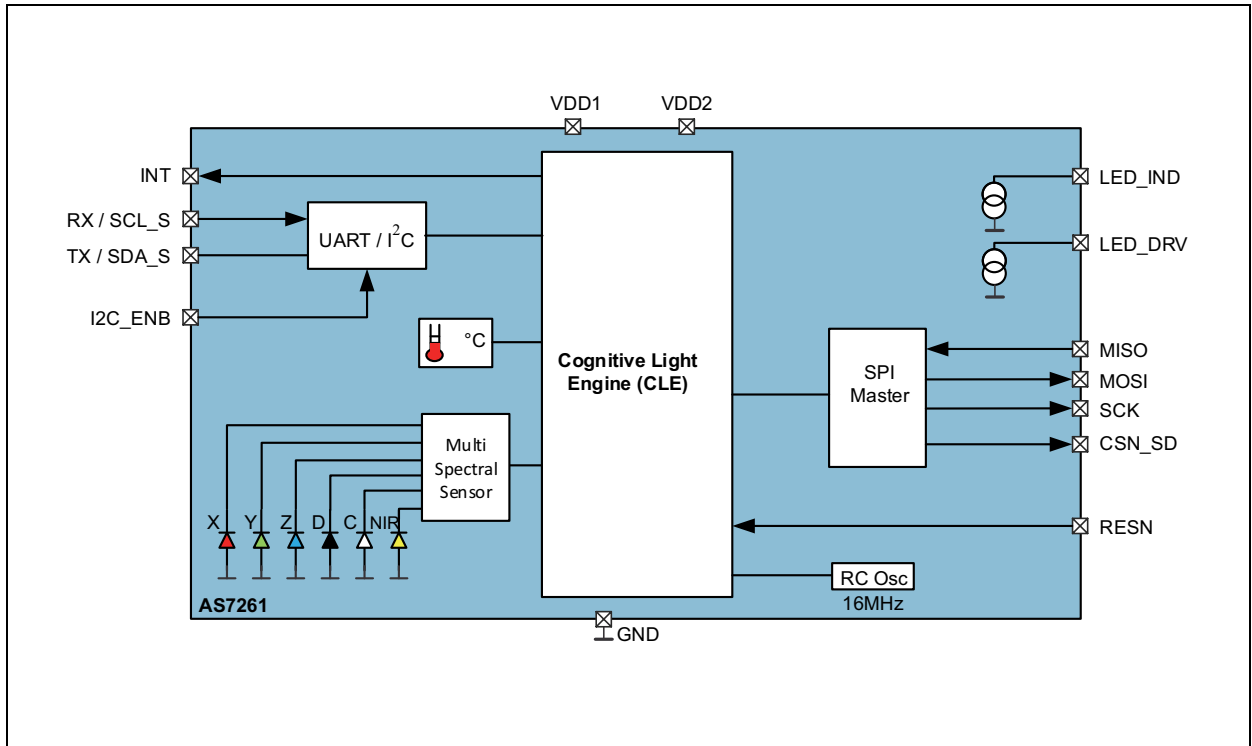 VDD1
VDD2
INT
RX / SCL_S
TX / SDA_S
I2C_ENB
UART / I²C
°C
Cognitive Light
Engine (CLE)
Multi
Spectral
Sensor
X
Y
Z
D
C
NIR
AS7261
GND
LED_IND
LED_DRV
SPI
Master
MISO
MOSI
SCK
CSN_SD
RESN
RC Osc
16MHz